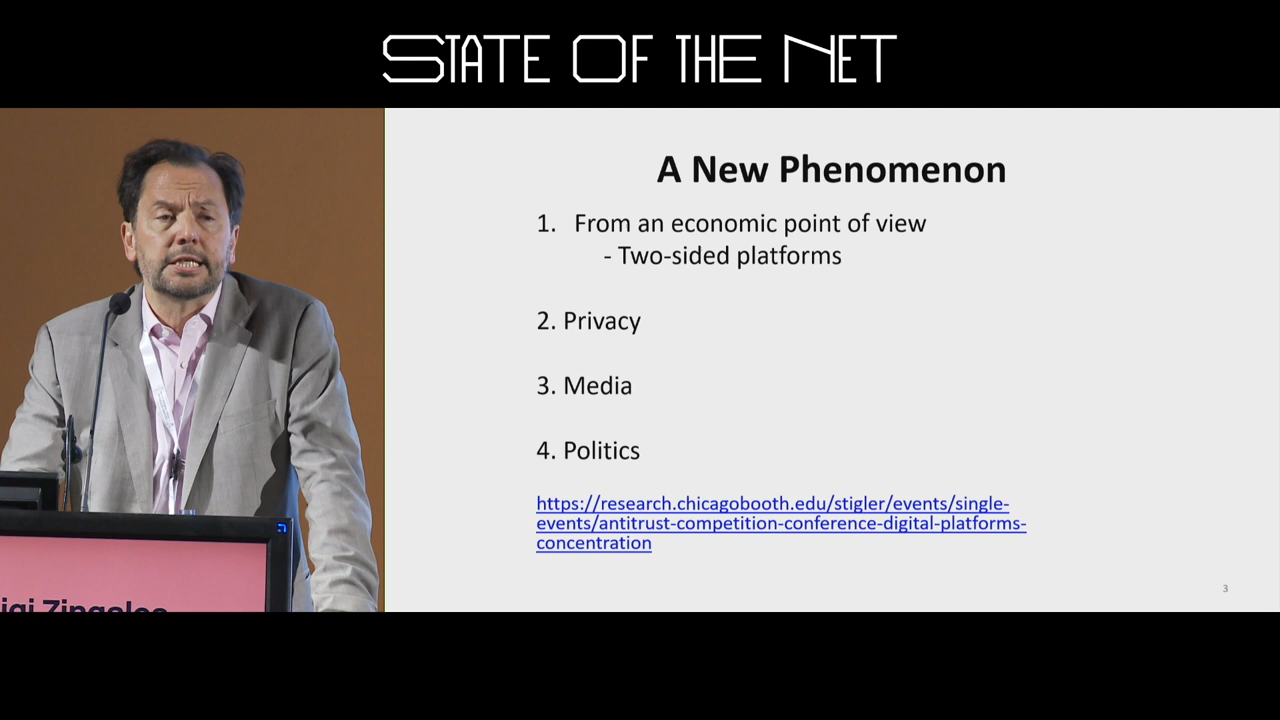 STATE OF THE NET
A New Phenomenon
1. From an economic point of view
- Two-sided platforms
2. Privacy
3. Media
4. Politics
https://research.chicagobooth.edu/stigler/events/single-
events/antitrust-competition-conference-digital-platforms-
concentration
3